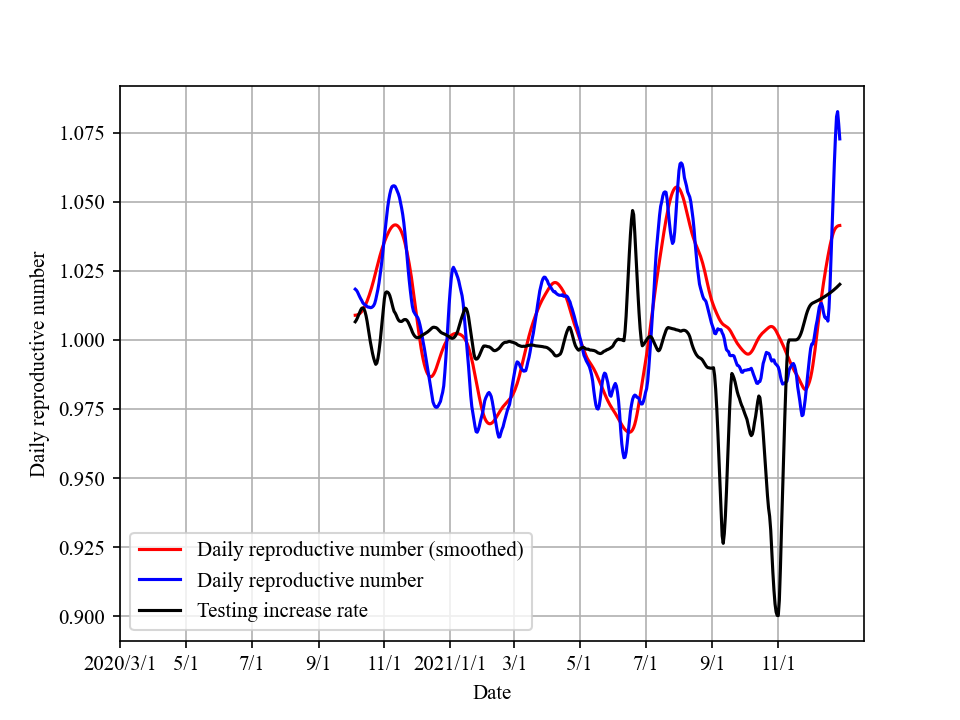 Daily reproductive number
1.075
1.050
1.025
1.000
0.975
0.950
0.925
0.900
Daily reproductive number (smoothed)
Daily reproductive number
Testing increase rate
2020/3/1 5/1 7/1 9/1 11/1 2021/1/1 3/1 5/1 7/1 9/1 11/1
Date